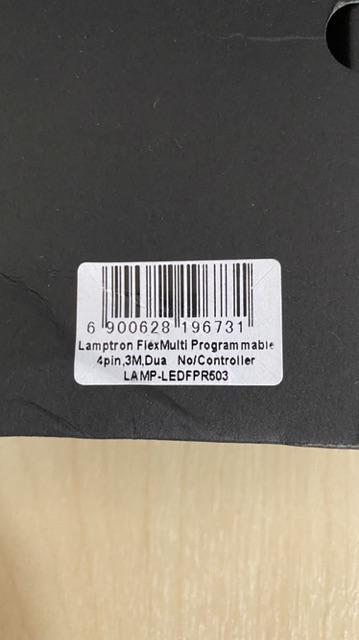 6 900628 196731
Lamptron FlexMulti Programmable
4pin,3M,Dua No/Controller
LAMP-LEDFPR503